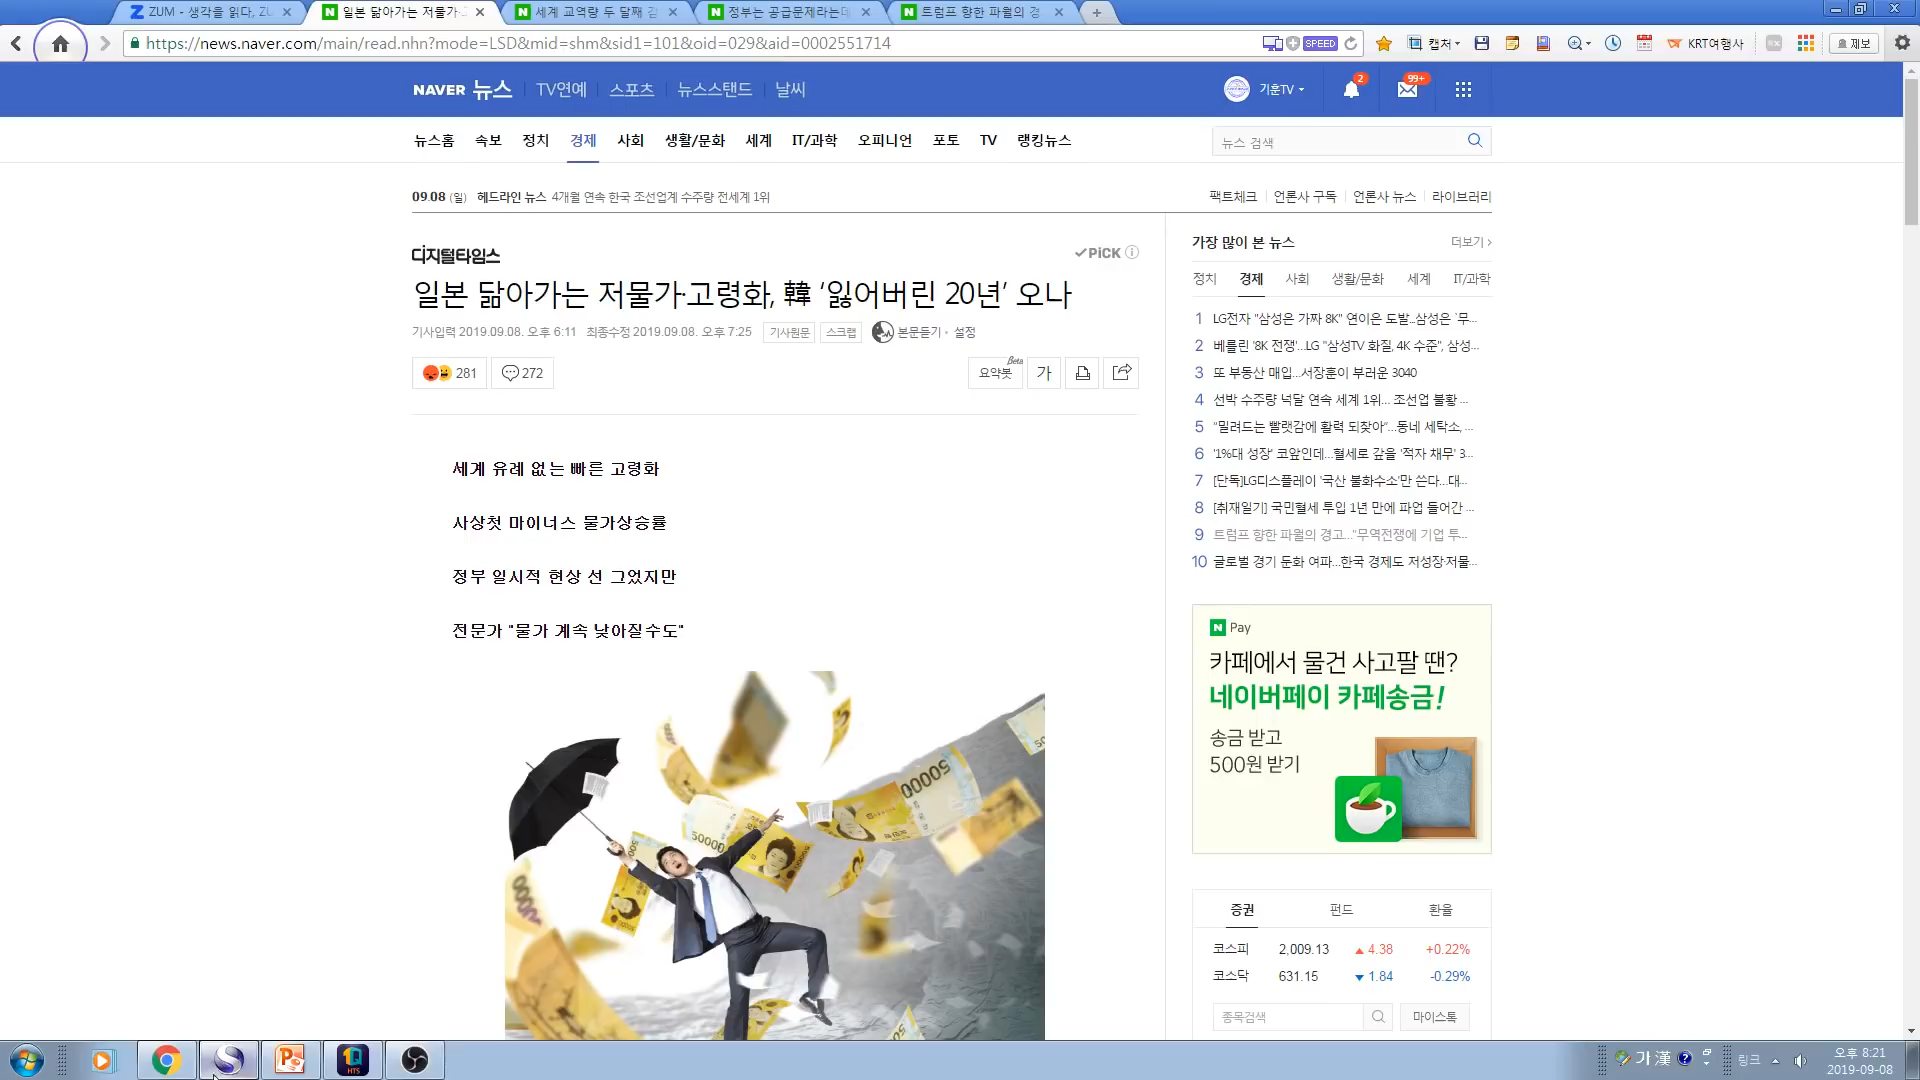 ZUM - 생각을 읽다, ZU
일본 닮아가는 저물가·고
세계 교역량 두 달째 감
정부는 공급문제라는데
트럼프 향한 파월의 경
https://news.naver.com/main/read.nhn?mode=LSD&mid=shm&sid1=101&oid=029&aid=0002551714
SPEED
캡처
KRT여행사
제보
NAVER 뉴스
TV연예
스포츠
뉴스스탠드
날씨
기훈TV
2
99+
뉴스홈 속보 정치 경제 사회 생활/문화 세계 IT/과학 오피니언 포토 TV 랭킹뉴스
뉴스 검색
09.08 (일) 헤드라인 뉴스 4개월 연속 한국 조선업계 수주량 전세계 1위
팩트체크 언론사 구독 언론사 뉴스 라이브러리
디지털타임스
PiCK
일본 닮아가는 저물가·고령화, 韓 ‘잃어버린 20년’ 오나
기사입력 2019.09.08. 오후 6:11 최종수정 2019.09.08. 오후 7:25 기사원문 스크랩 본문듣기 · 설정
281
272
요약봇 Beta
가
세계 유례 없는 빠른 고령화
사상첫 마이너스 물가상승률
정부 일시적 현상 선 그었지만
전문가 "물가 계속 낮아질수도"
50000
50000
가장 많이 본 뉴스
더보기
정치 경제 사회 생활/문화 세계 IT/과학
1 LG전자 "삼성은 가짜 8K" 연이은 도발...삼성은 `무...
2 베를린 '8K 전쟁'…LG "삼성TV 화질, 4K 수준", 삼성...
3 또 부동산 매입…서장훈이 부러운 3040
4 선박 수주량 넉달 연속 세계 1위… 조선업 불황 ...
5 "밀려드는 빨랫감에 활력 되찾아"…동네 세탁소, ...
6 '1%대 성장' 코앞인데…혈세로 갚을 '적자 채무' 3...
7 [단독]LG디스플레이 '국산 불화수소'만 쓴다…대...
8 [취재일기] 국민혈세 투입 1년 만에 파업 들어간 ...
9 트럼프 향한 파월의 경고…"무역전쟁에 기업 투...
10 글로벌 경기 둔화 여파…한국 경제도 저성장·저물...
N Pay
카페에서 물건 사고팔 땐?
네이버페이 카페송금!
송금 받고
500원 받기
증권 펀드 환율
코스피 2,009.13 ▲ 4.38 +0.22%
코스닥 631.15 ▼ 1.84 -0.29%
종목검색
마이스톡
HTS
가 漢
링크
오후 8:21
2019-09-08